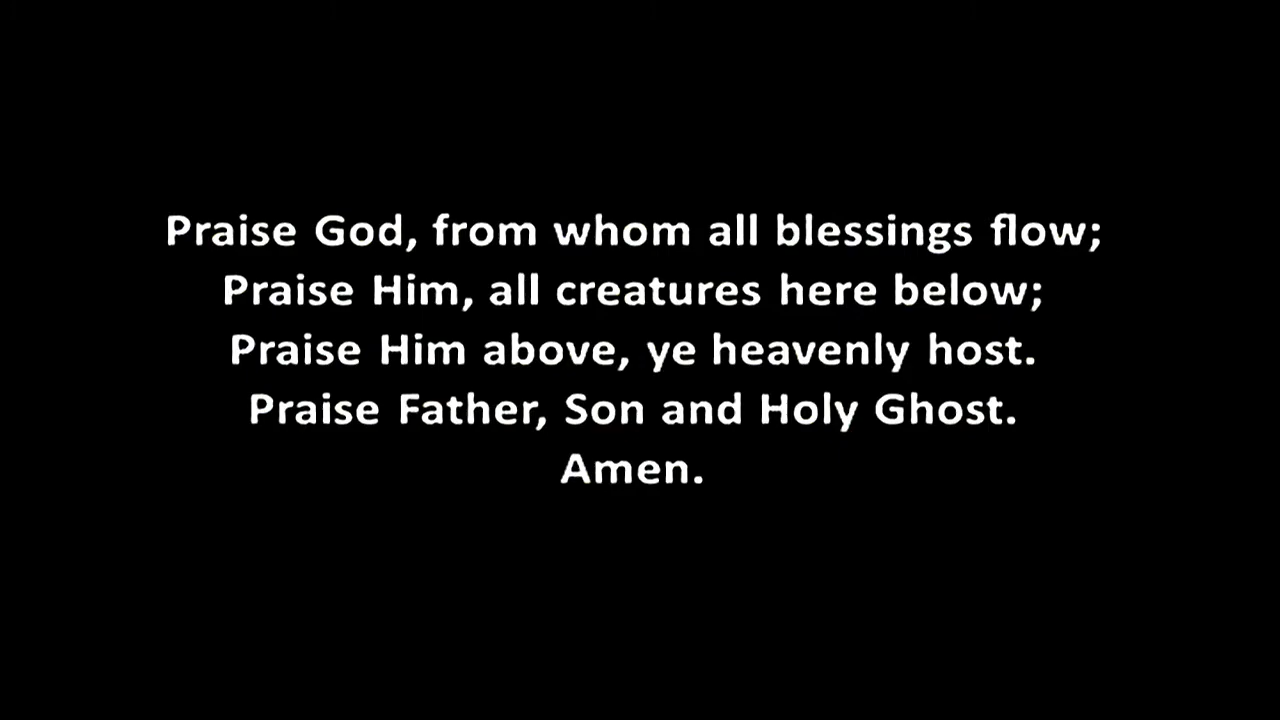 Praise God, from whom all blessings flow;
Praise Him, all creatures here below;
Praise Him above, ye heavenly host.
Praise Father, Son and Holy Ghost.
Amen.